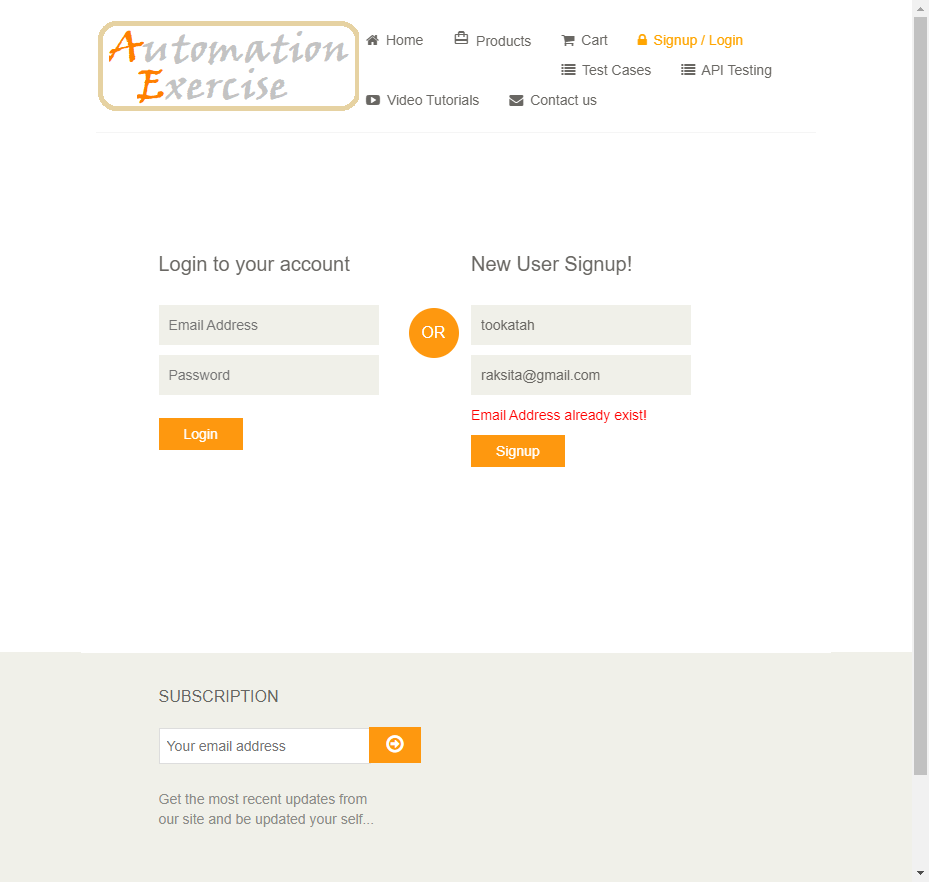 Automation
Exercise
Home Products Cart Signup / Login
Test Cases API Testing
Video Tutorials Contact us
Login to your account
Email Address
Password
Login
OR
New User Signup!
tookatah
raksita@gmail.com
Email Address already exist!
Signup
SUBSCRIPTION
Your email address
Get the most recent updates from
our site and be updated your self...